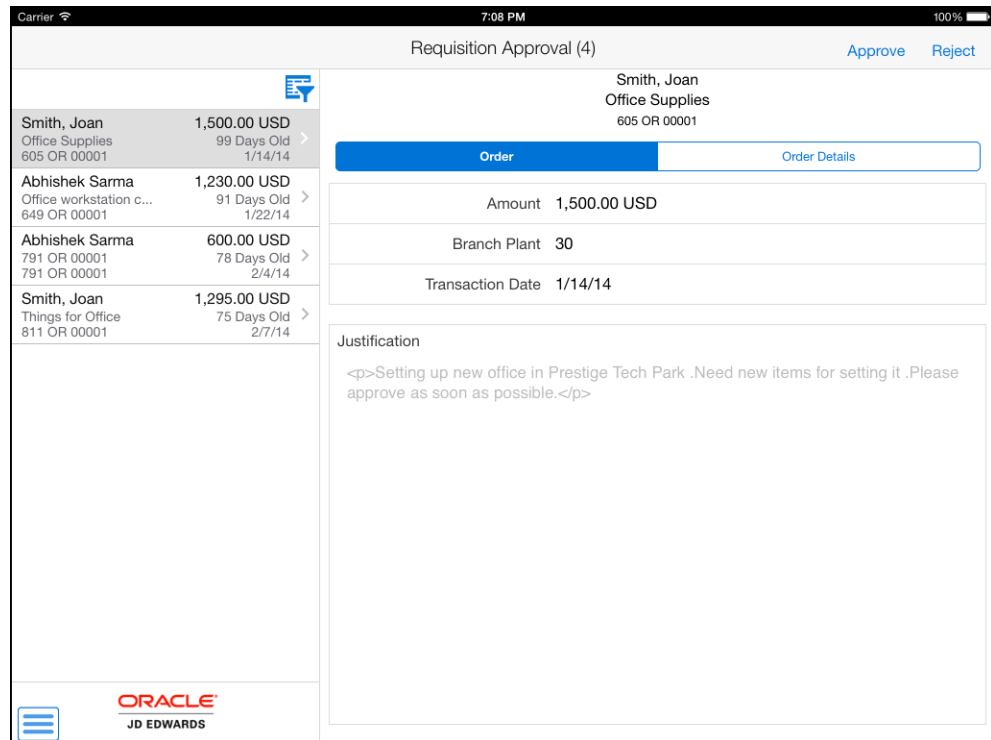 Carrier
7:08 PM
100%
Requisition Approval (4)
Approve
Reject
Smith, Joan
1,500.00 USD
Office Supplies
99 Days Old
605 OR 00001
1/14/14
Abhishek Sarma
1,230.00 USD
Office workstation c...
91 Days Old
649 OR 00001
1/22/14
Abhishek Sarma
600.00 USD
791 OR 00001
78 Days Old
791 OR 00001
2/4/14
Smith, Joan
1,295.00 USD
Things for Office
75 Days Old
811 OR 00001
2/7/14
ORACLE
JD EDWARDS
Smith, Joan
Office Supplies
605 OR 00001
Order
Order Details
Amount 1,500.00 USD
Branch Plant 30
Transaction Date 1/14/14
Justification
<p>Setting up new office in Prestige Tech Park .Need new items for setting it .Please
approve as soon as possible.</p>